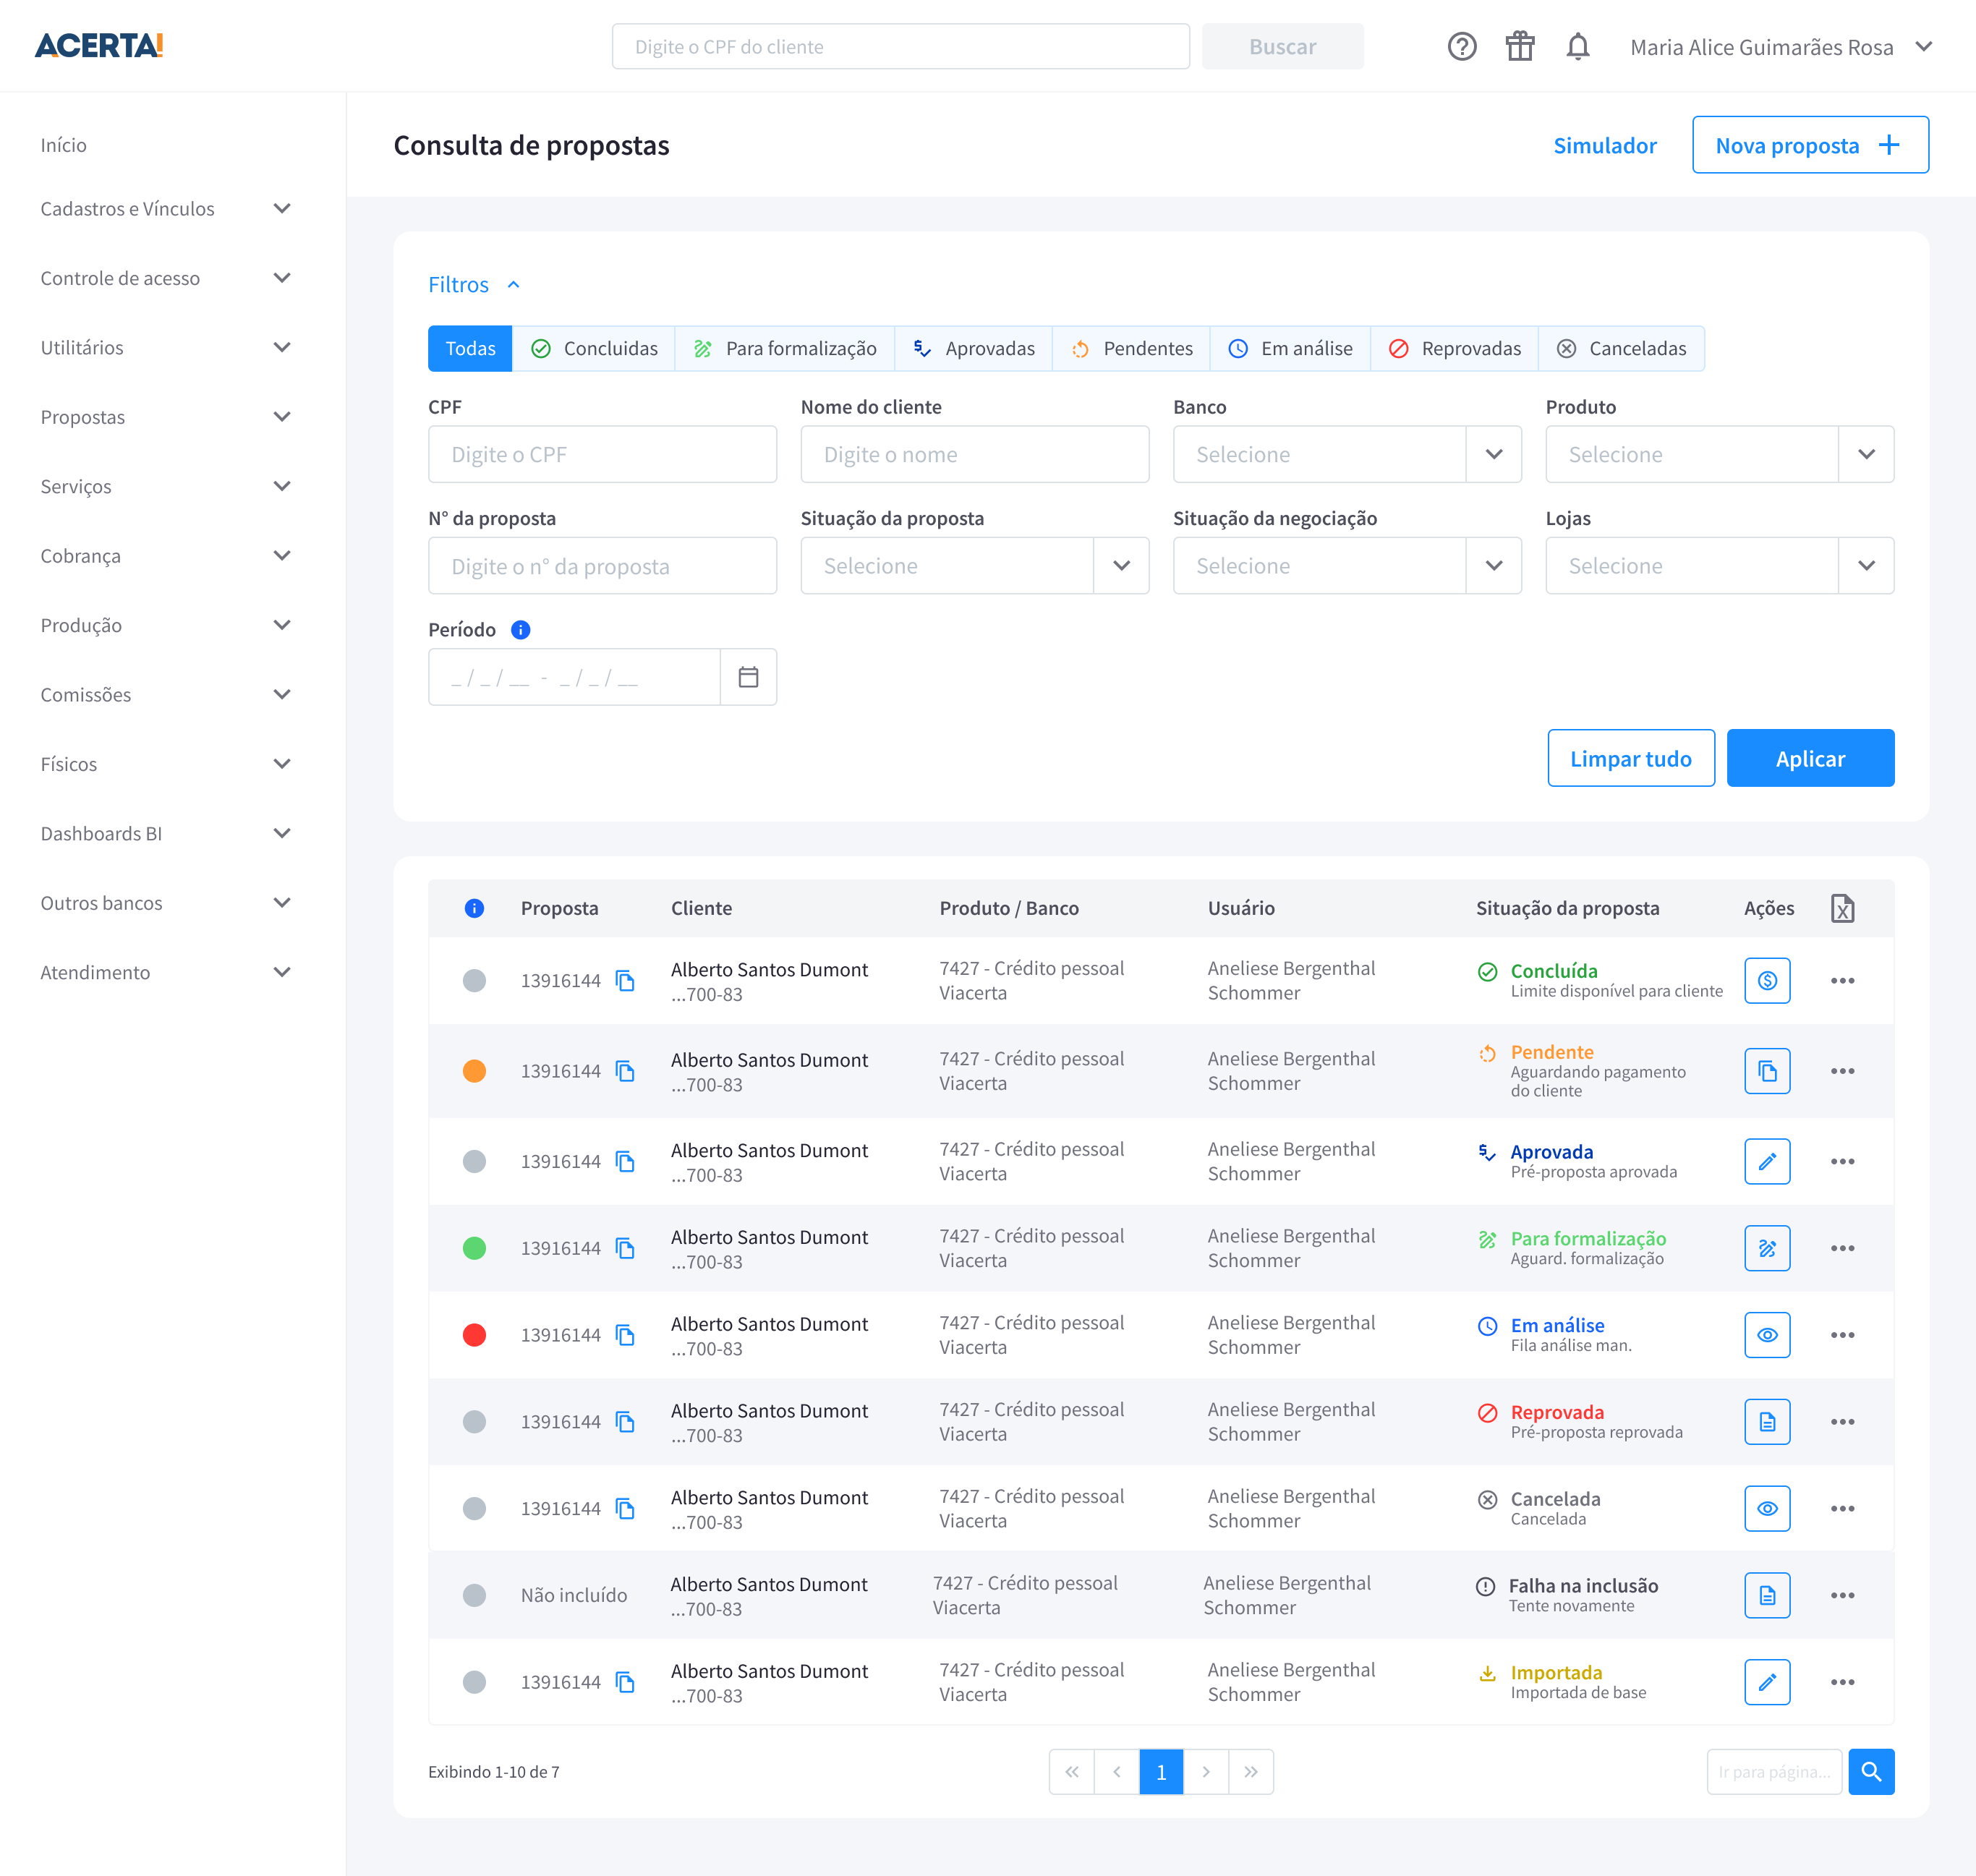 ACERTA!
Digite o CPF do cliente
Buscar
Maria Alice Guimarães Rosa
Início
Cadastros e Vínculos
Controle de acesso
Utilitários
Propostas
Serviços
Cobrança
Produção
Comissões
Físicos
Dashboards BI
Outros bancos
Atendimento
Consulta de propostas
Simulador
Nova proposta
Filtros
Todas Concluidas Para formalização Aprovadas Pendentes Em análise Reprovadas Canceladas
CPF Nome do cliente Banco Produto
Digite o CPF Digite o nome Selecione Selecione
N° da proposta Situação da proposta Situação da negociação Lojas
Digite o n° da proposta Selecione Selecione Selecione
Período
_ / _ / __ - _ / _ / __
Limpar tudo Aplicar
Proposta Cliente Produto / Banco Usuário Situação da proposta Ações
13916144 Alberto Santos Dumont 7427 - Crédito pessoal Aneliese Bergenthal Concluída
...700-83 Viacerta Schommer Limite disponível para cliente
13916144 Alberto Santos Dumont 7427 - Crédito pessoal Aneliese Bergenthal Pendente
...700-83 Viacerta Schommer Aguardando pagamento
do cliente
13916144 Alberto Santos Dumont 7427 - Crédito pessoal Aneliese Bergenthal Aprovada
...700-83 Viacerta Schommer Pré-proposta aprovada
13916144 Alberto Santos Dumont 7427 - Crédito pessoal Aneliese Bergenthal Para formalização
...700-83 Viacerta Schommer Aguard. formalização
13916144 Alberto Santos Dumont 7427 - Crédito pessoal Aneliese Bergenthal Em análise
...700-83 Viacerta Schommer Fila análise man.
13916144 Alberto Santos Dumont 7427 - Crédito pessoal Aneliese Bergenthal Reprovada
...700-83 Viacerta Schommer Pré-proposta reprovada
13916144 Alberto Santos Dumont 7427 - Crédito pessoal Aneliese Bergenthal Cancelada
...700-83 Viacerta Schommer Cancelada
Não incluído Alberto Santos Dumont 7427 - Crédito pessoal Aneliese Bergenthal Falha na inclusão
...700-83 Viacerta Schommer Tente novamente
13916144 Alberto Santos Dumont 7427 - Crédito pessoal Aneliese Bergenthal Importada
...700-83 Viacerta Schommer Importada de base
Exibindo 1-10 de 7
1
Ir para página...